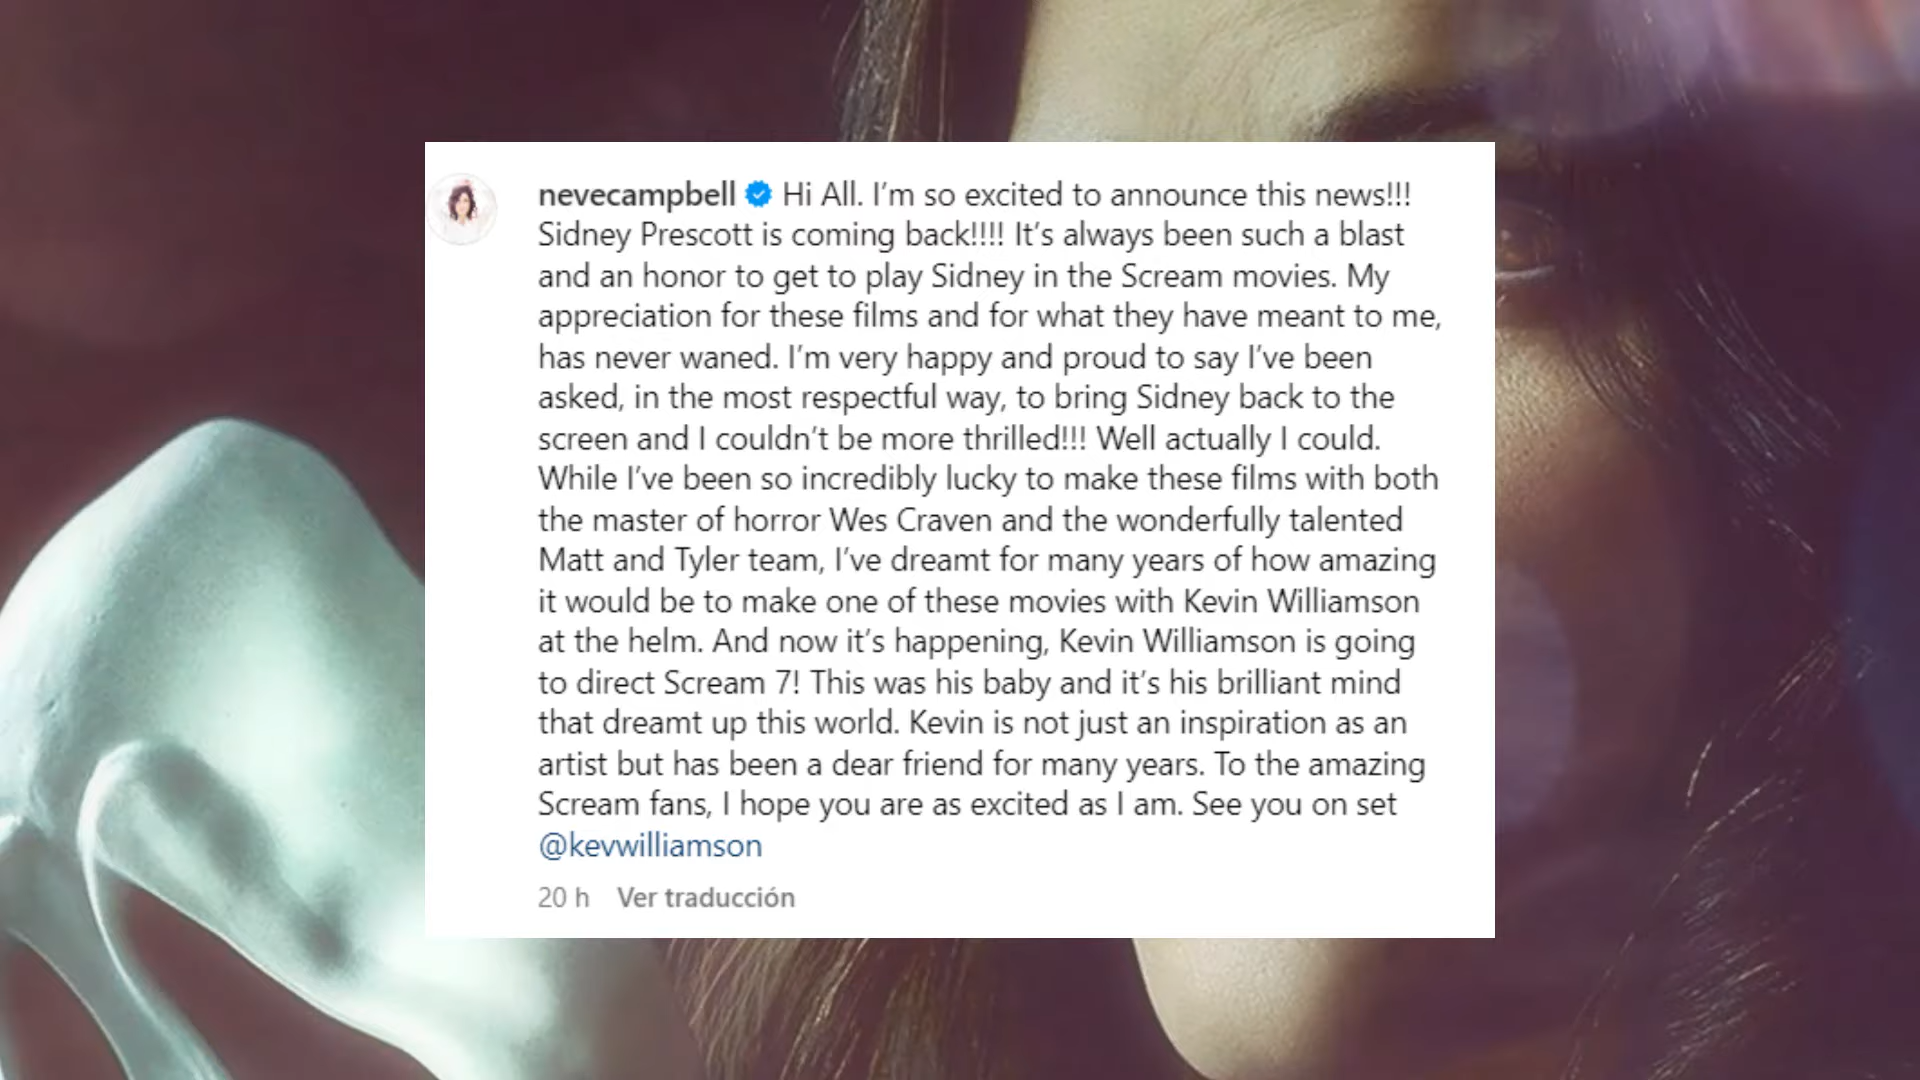 nevecampbell Hi All. I’m so excited to announce this news!!!
Sidney Prescott is coming back!!!! It’s always been such a blast
and an honor to get to play Sidney in the Scream movies. My
appreciation for these films and for what they have meant to me,
has never waned. I’m very happy and proud to say I’ve been
asked, in the most respectful way, to bring Sidney back to the
screen and I couldn’t be more thrilled!!! Well actually I could.
While I’ve been so incredibly lucky to make these films with both
the master of horror Wes Craven and the wonderfully talented
Matt and Tyler team, I’ve dreamt for many years of how amazing
it would be to make one of these movies with Kevin Williamson
at the helm. And now it’s happening, Kevin Williamson is going
to direct Scream 7! This was his baby and it’s his brilliant mind
that dreamt up this world. Kevin is not just an inspiration as an
artist but has been a dear friend for many years. To the amazing
Scream fans, I hope you are as excited as I am. See you on set
@kevwilliamson
20 h Ver traducción